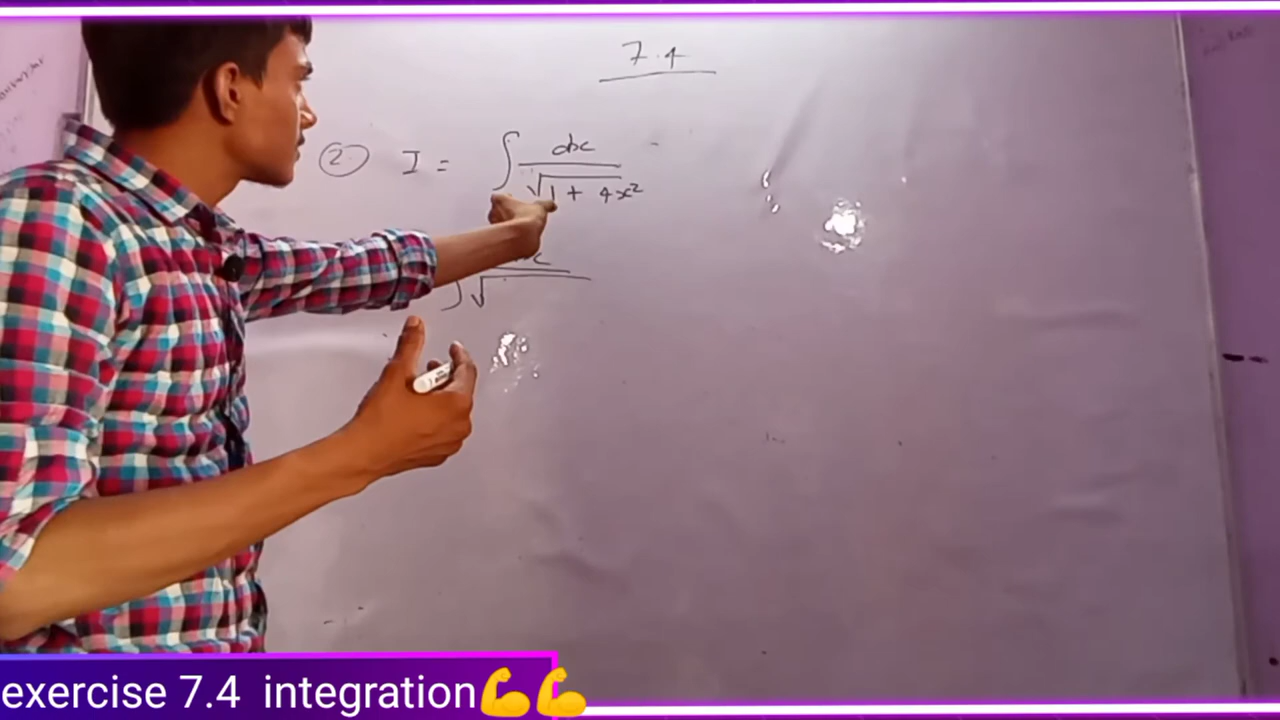 7.4
2. I = ∫ dx / √1 + 4x²
∫ √
exercise 7.4 integration💪💪